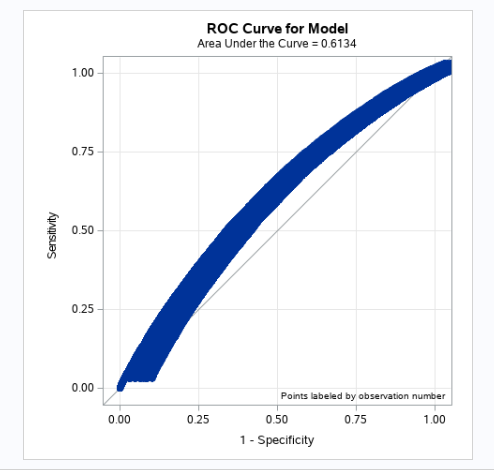 ROC Curve for Model
Area Under the Curve = 0.6134
1.00
0.75
0.50
0.25
0.00
Sensitivity
Points labeled by observation number
0.00 0.25 0.50 0.75 1.00
1 - Specificity